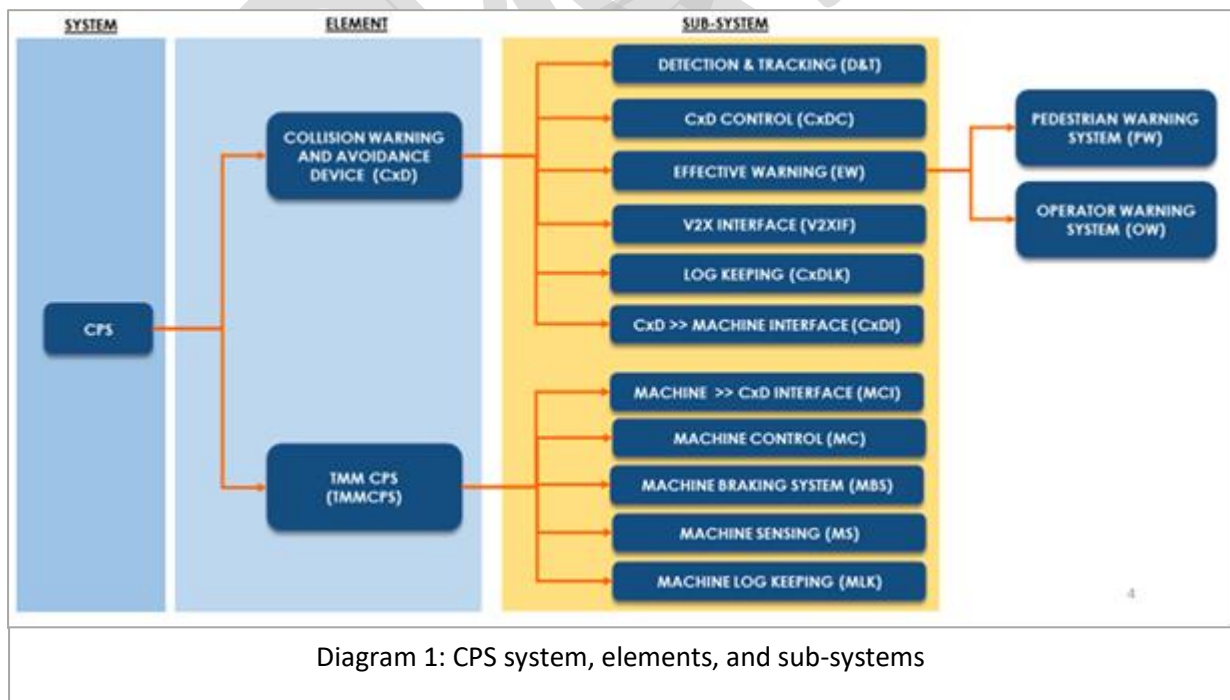 SYSTEM
ELEMENT
SUB-SYSTEM
DETECTION & TRACKING (D&T)
CxD CONTROL (CxDC)
COLLISION WARNING
AND AVOIDANCE
DEVICE (CxD)
EFFECTIVE WARNING (EW)
PEDESTRIAN WARNING
SYSTEM (PW)
OPERATOR WARNING
SYSTEM (OW)
V2X INTERFACE (V2XIF)
LOG KEEPING (CxDLK)
CxD >> MACHINE INTERFACE (CxDI)
CPS
MACHINE >> CxD INTERFACE (MCI)
MACHINE CONTROL (MC)
TMM CPS
(TMMCPS)
MACHINE BRAKING SYSTEM (MBS)
MACHINE SENSING (MS)
MACHINE LOG KEEPING (MLK)
4
Diagram 1: CPS system, elements, and sub-systems